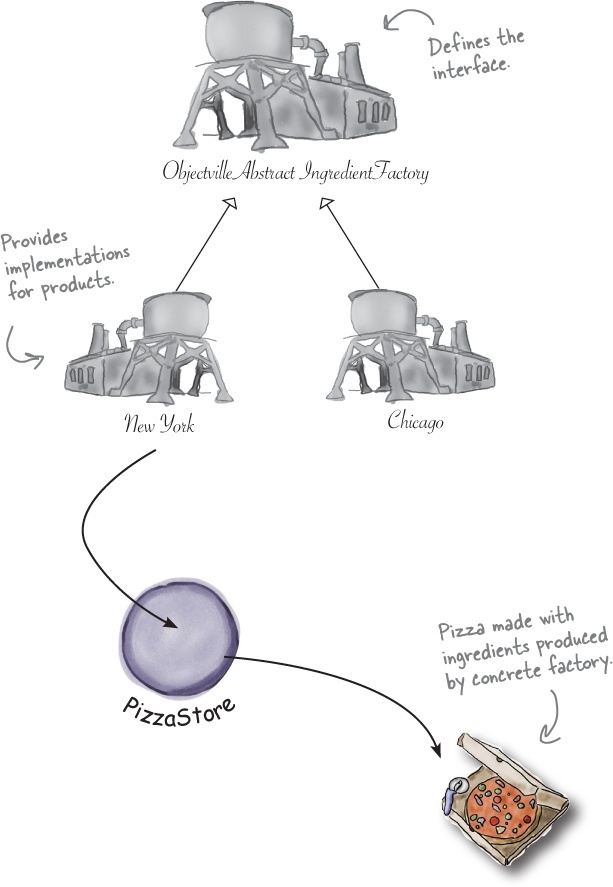 Defines the
interface.
Objectville Abstract IngredientFactory
Provides
implementations
for products.
New York
Chicago
PizzaStore
Pizza made with
ingredients produced
by concrete factory.